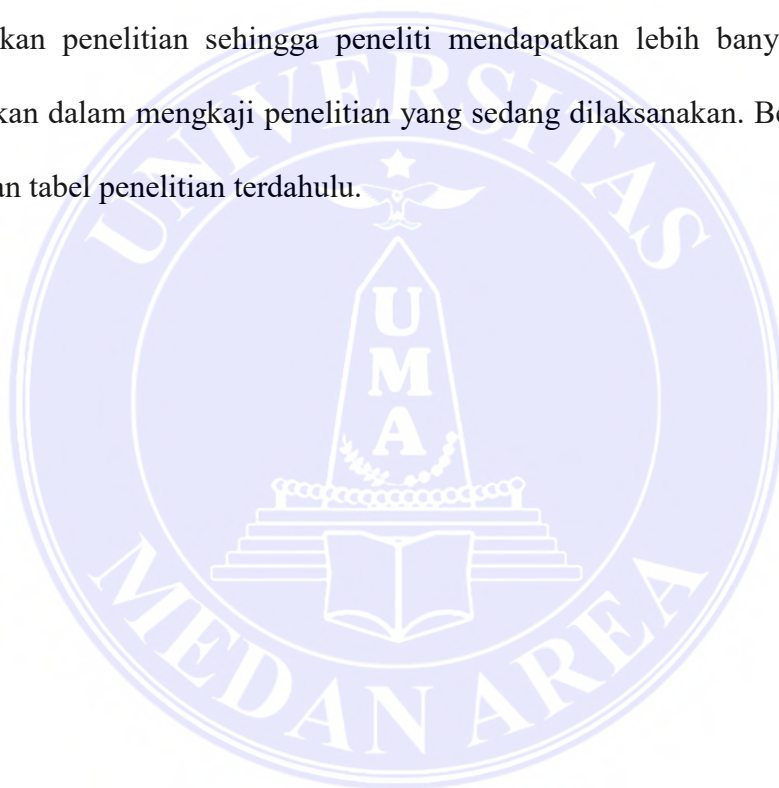 kan penelitian sehingga peneliti mendapatkan lebih bany
kan dalam mengkaji penelitian yang sedang dilaksanakan. Be
an tabel penelitian terdahulu.
UNIVERSITAS
UMA
MEDAN AREA